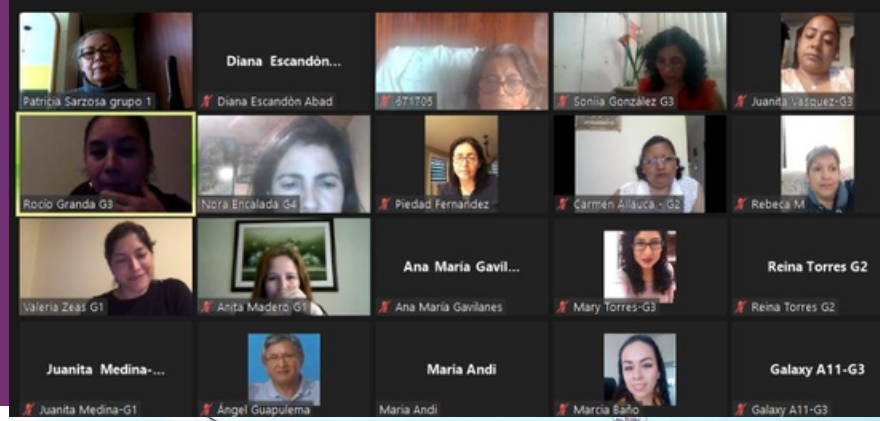 Diana Escandòn...
Patricia Sarzosa grupo 1
Diana Escandòn Abad
671705
Soniia González G3
Juanita Vasquez-G3
Rocío Granda G3
Nora Encalada G4
Piedad Fernandez
Carmen Allauca - G2
Rebeca M
Ana María Gavil...
Reina Torres G2
Valeria Zeas G1
Anita Madero G1
Ana María Gavilanes
Mary Torres-G3
Reina Torres G2
Juanita Medina-...
Maria Andi
Galaxy A11-G3
Juanita Medina-G1
Ángel Guapulema
Maria Andi
Marcia Baño
Galaxy A11-G3